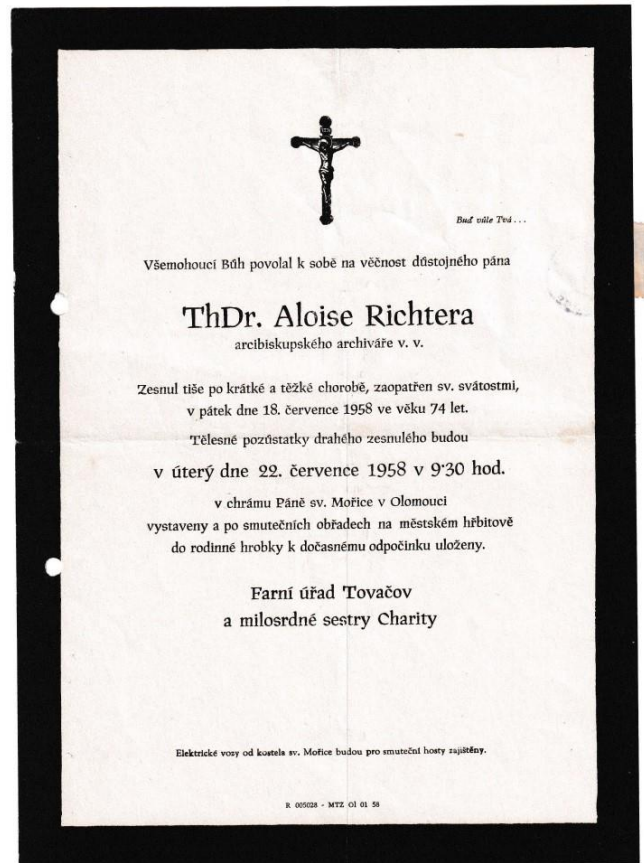 Buď vůle Tvá...
Všemohoucí Bůh povolal k sobě na věčnost důstojného pána
ThDr. Aloise Richtera
arcibiskupského archiváře v. v.
Zesnul tiše po krátké a těžké chorobě, zaopatřen sv. svátostmi,
v pátek dne 18. července 1958 ve věku 74 let.
Tělesné pozůstatky drahého zesnulého budou
v úterý dne 22. července 1958 v 9·30 hod.
v chrámu Páně sv. Mořice v Olomouci
vystaveny a po smutečních obřadech na městském hřbitově
do rodinné hrobky k dočasnému odpočinku uloženy.
Farní úřad Tovačov
a milosrdné sestry Charity
Elektrické vozy od kostela sv. Mořice budou pro smuteční hosty zajištěny.
R 005028 - MTZ Ol 01 58